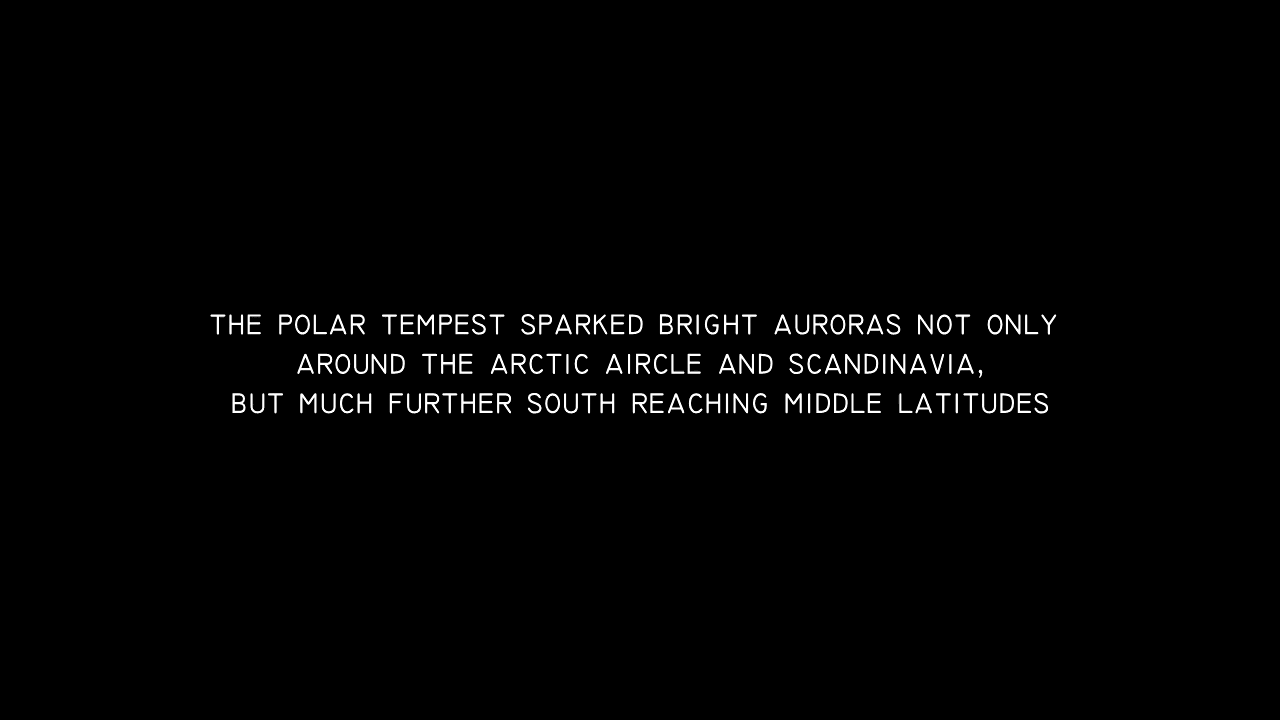 THE POLAR TEMPEST SPARKED BRIGHT AURORAS NOT ONLY
AROUND THE ARCTIC AIRCLE AND SCANDINAVIA,
BUT MUCH FURTHER SOUTH REACHING MIDDLE LATITUDES